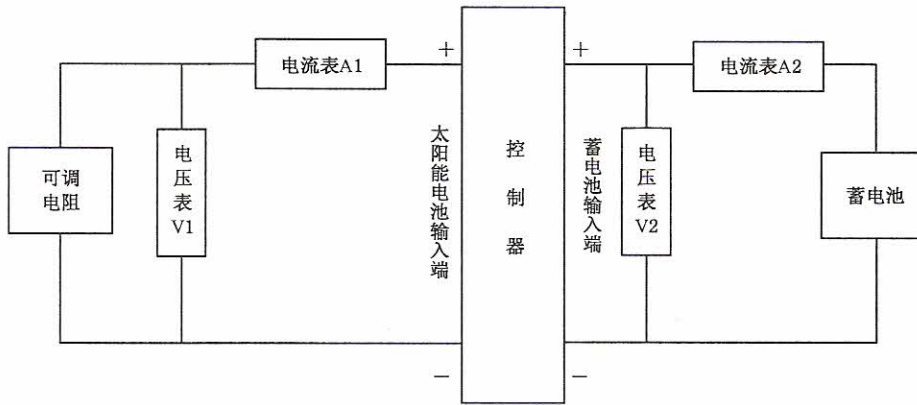 电流表A1
+
+
电流表A2
可调
电阻
电
压
表
V1
太
阳
能
电
池
输
入
端
控
制
器
蓄
电
池
输
入
端
电
压
表
V2
蓄电池
−
−